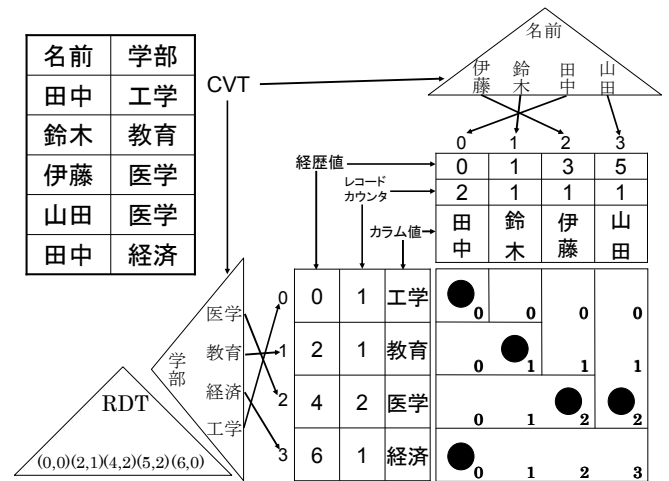 名前 学部
田中 工学
鈴木 教育
伊藤 医学
山田 医学
田中 経済
CVT
名前
伊藤 鈴木 田中 山田
0 1 2 3
経歴値
0 1 3 5
レコード
カウンタ
2 1 1 1
カラム値
田中 鈴木 伊藤 山田
学部
医学
教育
経済
工学
0 0 1 工学 0 0 0 0
1 2 1 教育 0 1 1 1
2 4 2 医学 0 1 2 2
3 6 1 経済 0 1 2 3
RDT
(0,0)(2,1)(4,2)(5,2)(6,0)